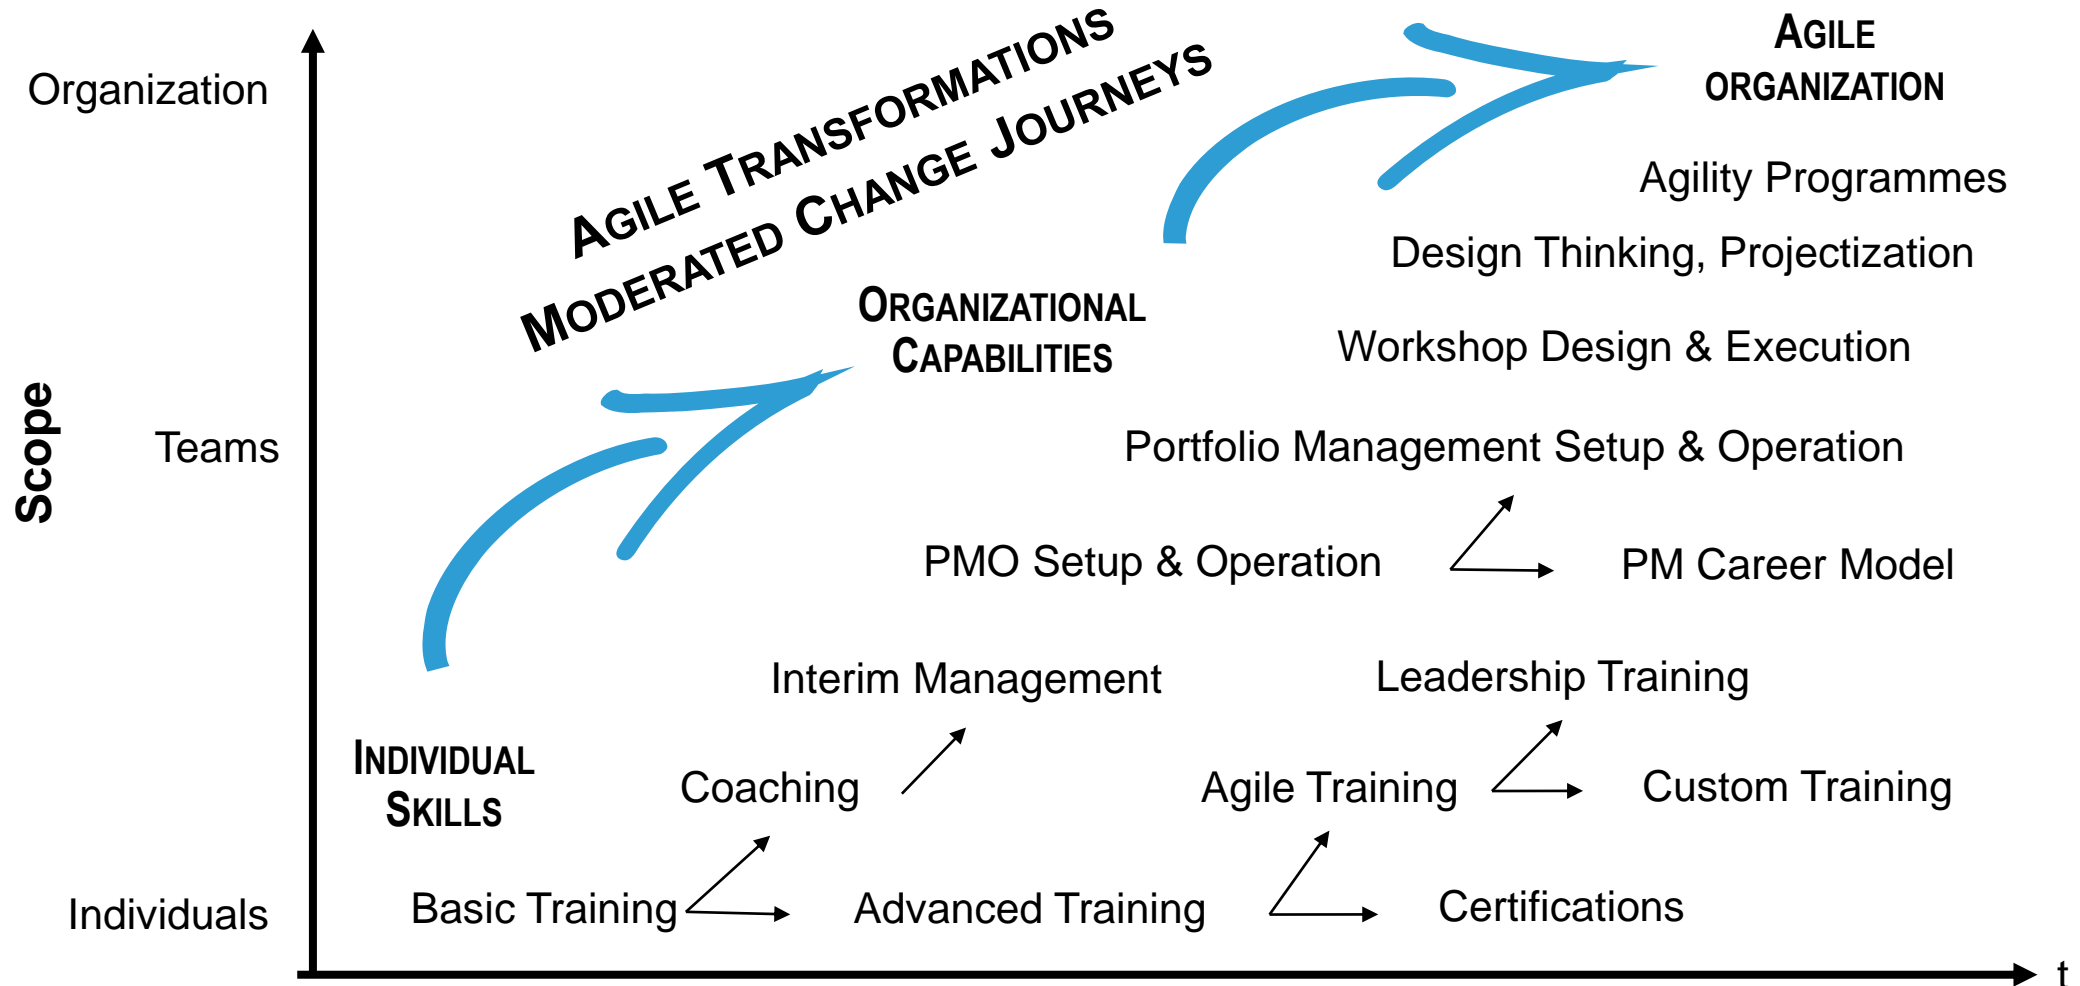 AGILE
ORGANIZATION
Organization
AGILE TRANSFORMATIONS
MODERATED CHANGE JOURNEYS
Agility Programmes
Design Thinking, Projectization
ORGANIZATIONAL
CAPABILITIES
Workshop Design & Execution
Scope
Teams
Portfolio Management Setup & Operation
PMO Setup & Operation
PM Career Model
Interim Management
Leadership Training
INDIVIDUAL
SKILLS
Coaching
Agile Training
Custom Training
Individuals
Basic Training
Advanced Training
Certifications
t